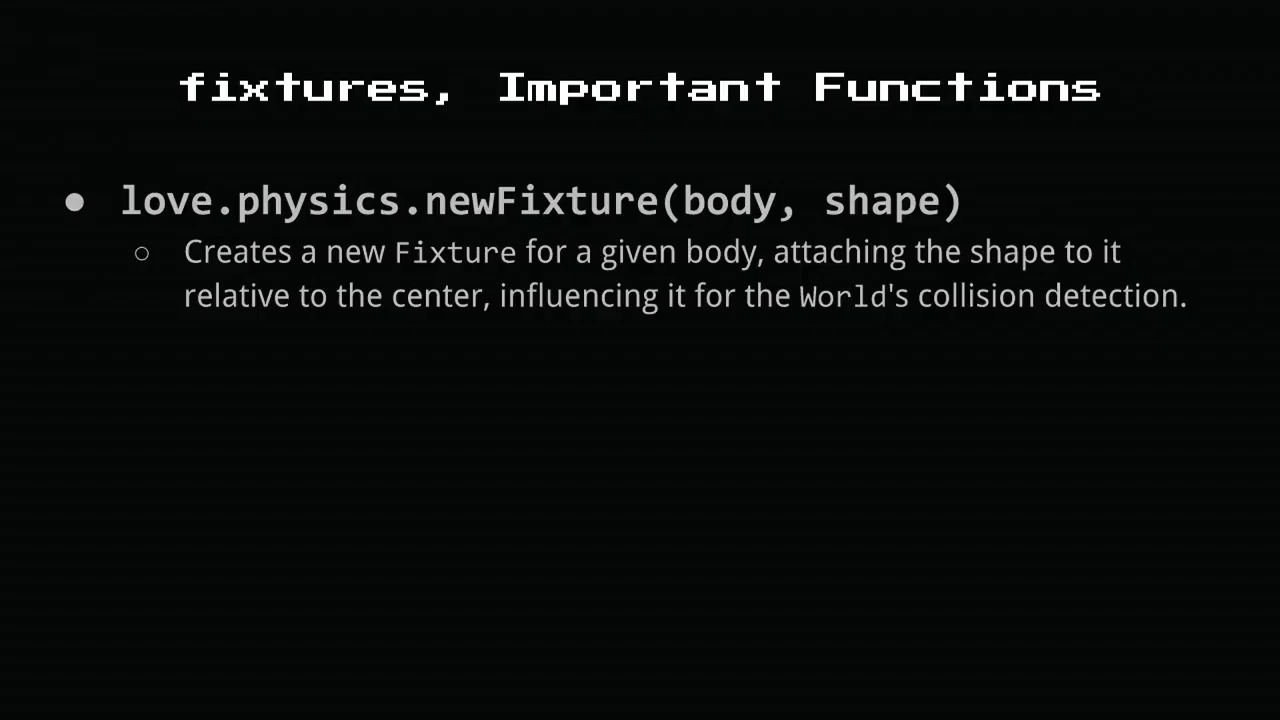 fixtures, Important Functions
● love.physics.newFixture(body, shape)
○ Creates a new Fixture for a given body, attaching the shape to it
relative to the center, influencing it for the World's collision detection.